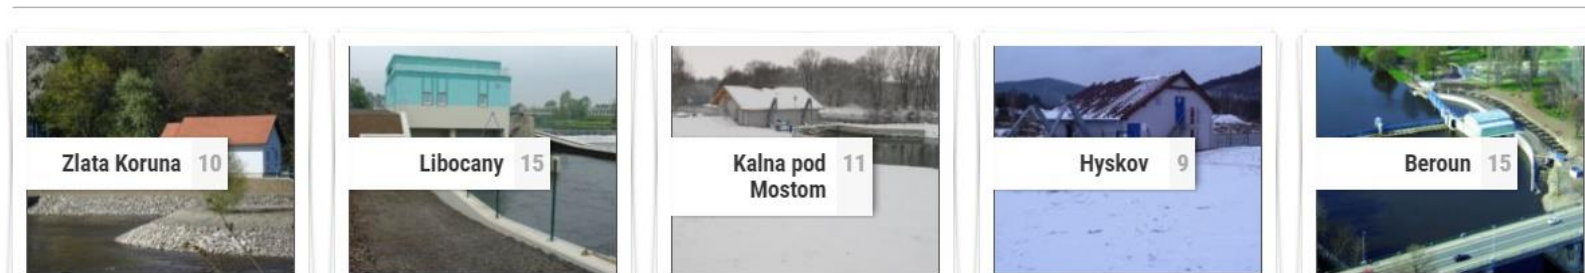 Zlata Koruna 10
Libocany 15
Kalna pod 11
Mostom
Hyskov 9
Beroun 15